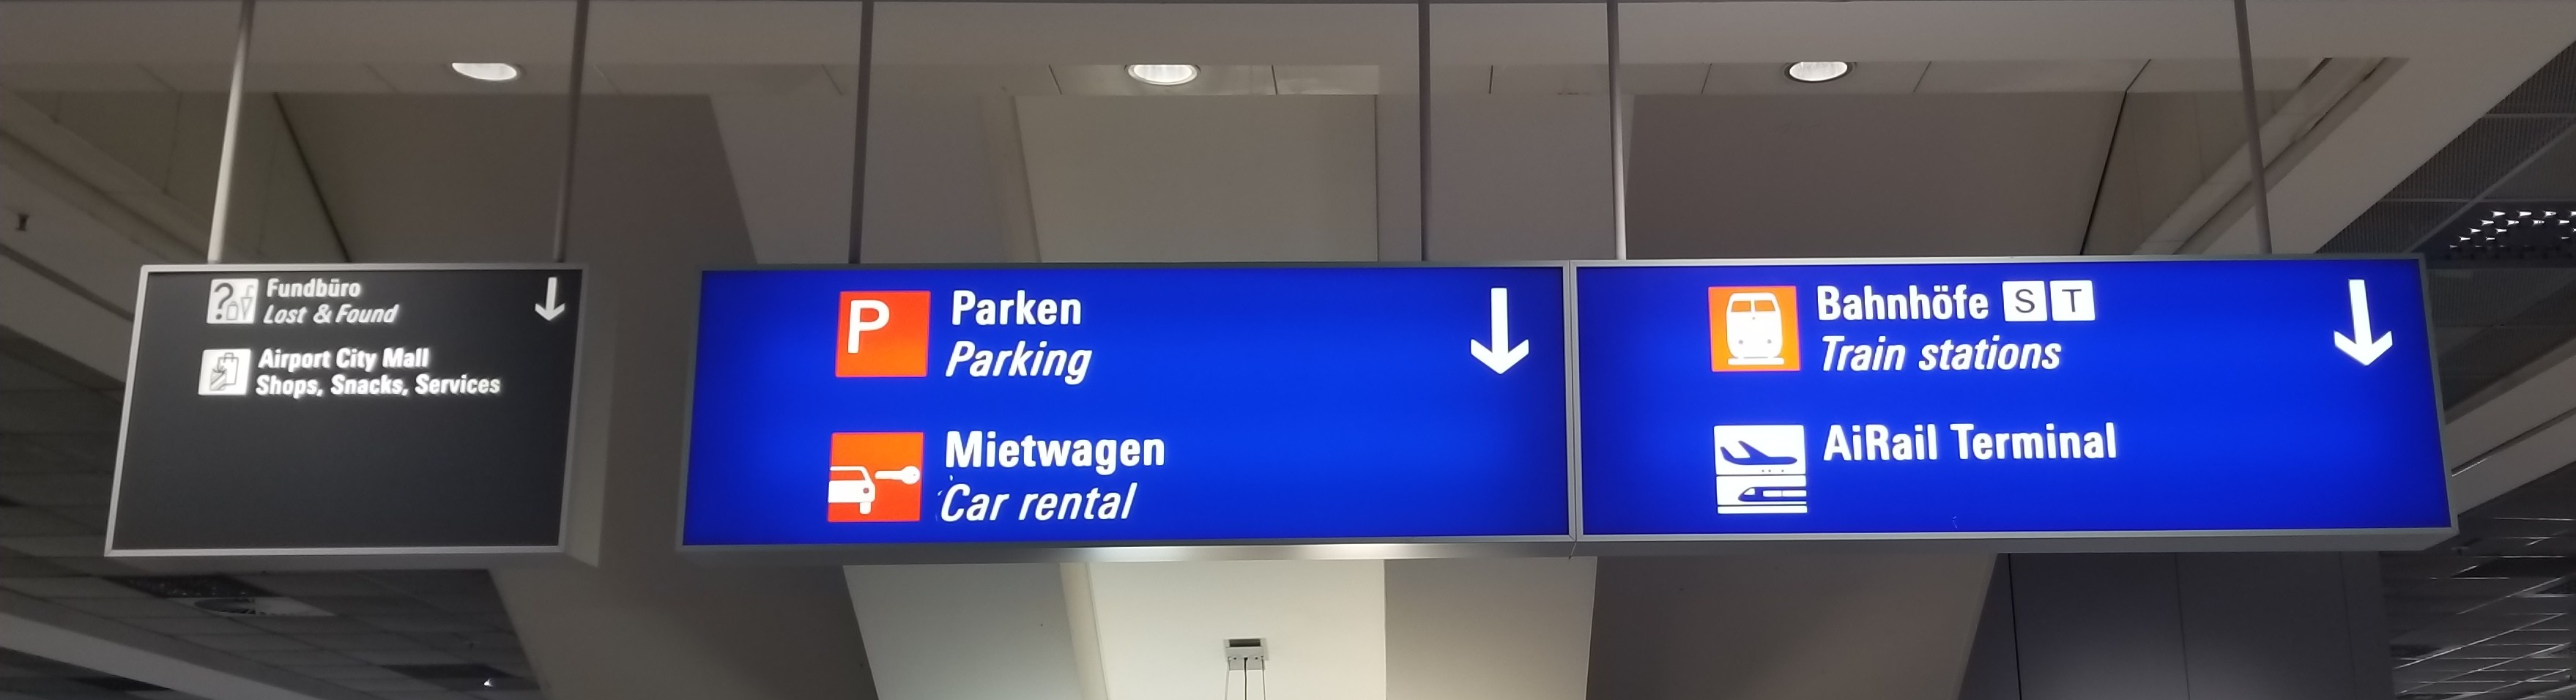 Fundbüro
Lost & Found
Airport City Mall
Shops, Snacks, Services
P
Parken
Parking
Mietwagen
Car rental
Bahnhöfe S T
Train stations
AiRail Terminal